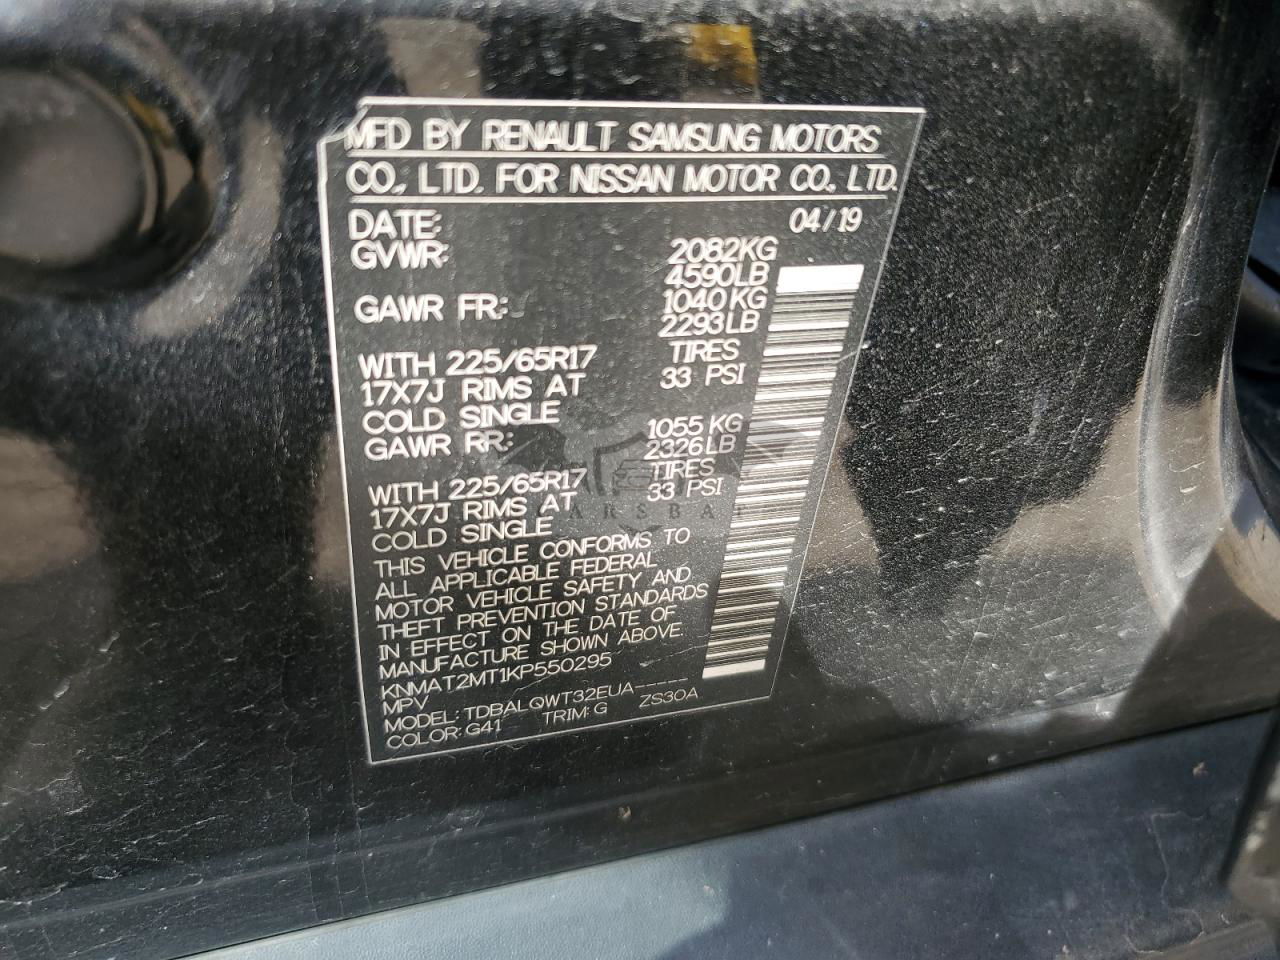 MFD BY RENAULT SAMSUNG MOTORS
CO., LTD. FOR NISSAN MOTOR CO., LTD.
DATE: 04/19
GVWR: 2082KG
4590LB
GAWR FR: 1040KG
2293LB
WITH 225/65R17 TIRES
17X7J RIMS AT 33 PSI
COLD SINGLE
GAWR RR: 1055KG
2326LB
WITH 225/65R17 TIRES
17X7J RIMS AT 33 PSI
COLD SINGLE
THIS VEHICLE CONFORMS TO
ALL APPLICABLE FEDERAL
MOTOR VEHICLE SAFETY AND
THEFT PREVENTION STANDARDS
IN EFFECT ON THE DATE OF
MANUFACTURE SHOWN ABOVE.
KNMAT2MT1KP550295
MPV
MODEL: TDBALQWT32EUA-----
COLOR: G41 TRIM: G ZS30A
CARSBAT